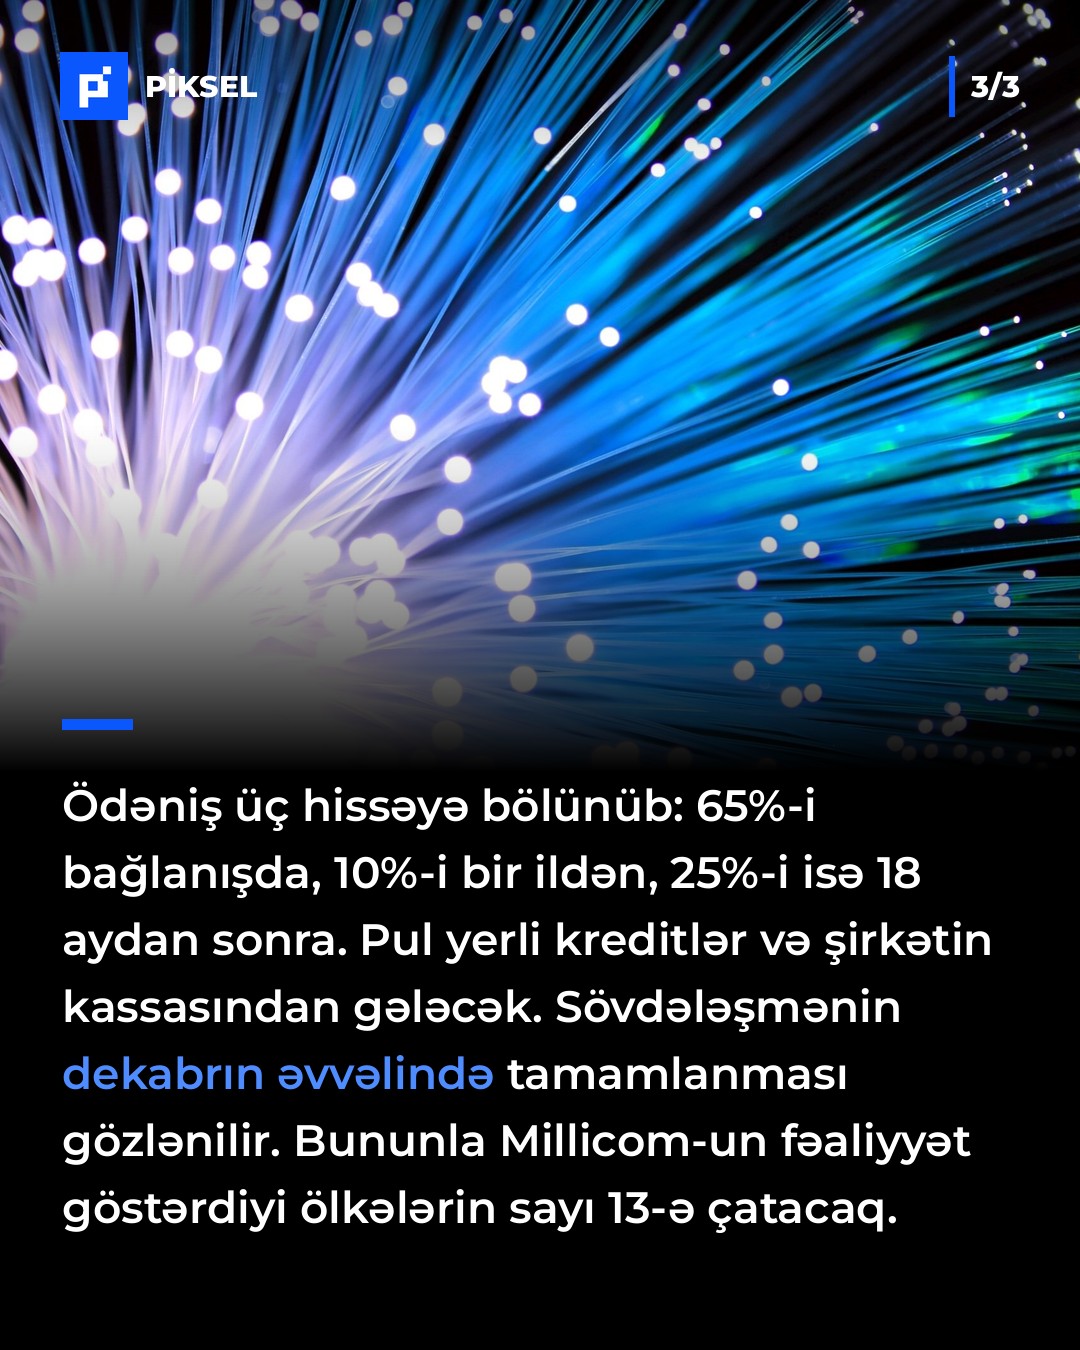 PİKSEL
3/3
Ödəniş üç hissəyə bölünüb: 65%-i
bağlanışda, 10%-i bir ildən, 25%-i isə 18
aydan sonra. Pul yerli kreditlər və şirkətin
kassasından gələcək. Sövdələşmənin
dekabrın əvvəlində tamamlanması
gözlənilir. Bununla Millicom-un fəaliyyət
göstərdiyi ölkələrin sayı 13-ə çatacaq.